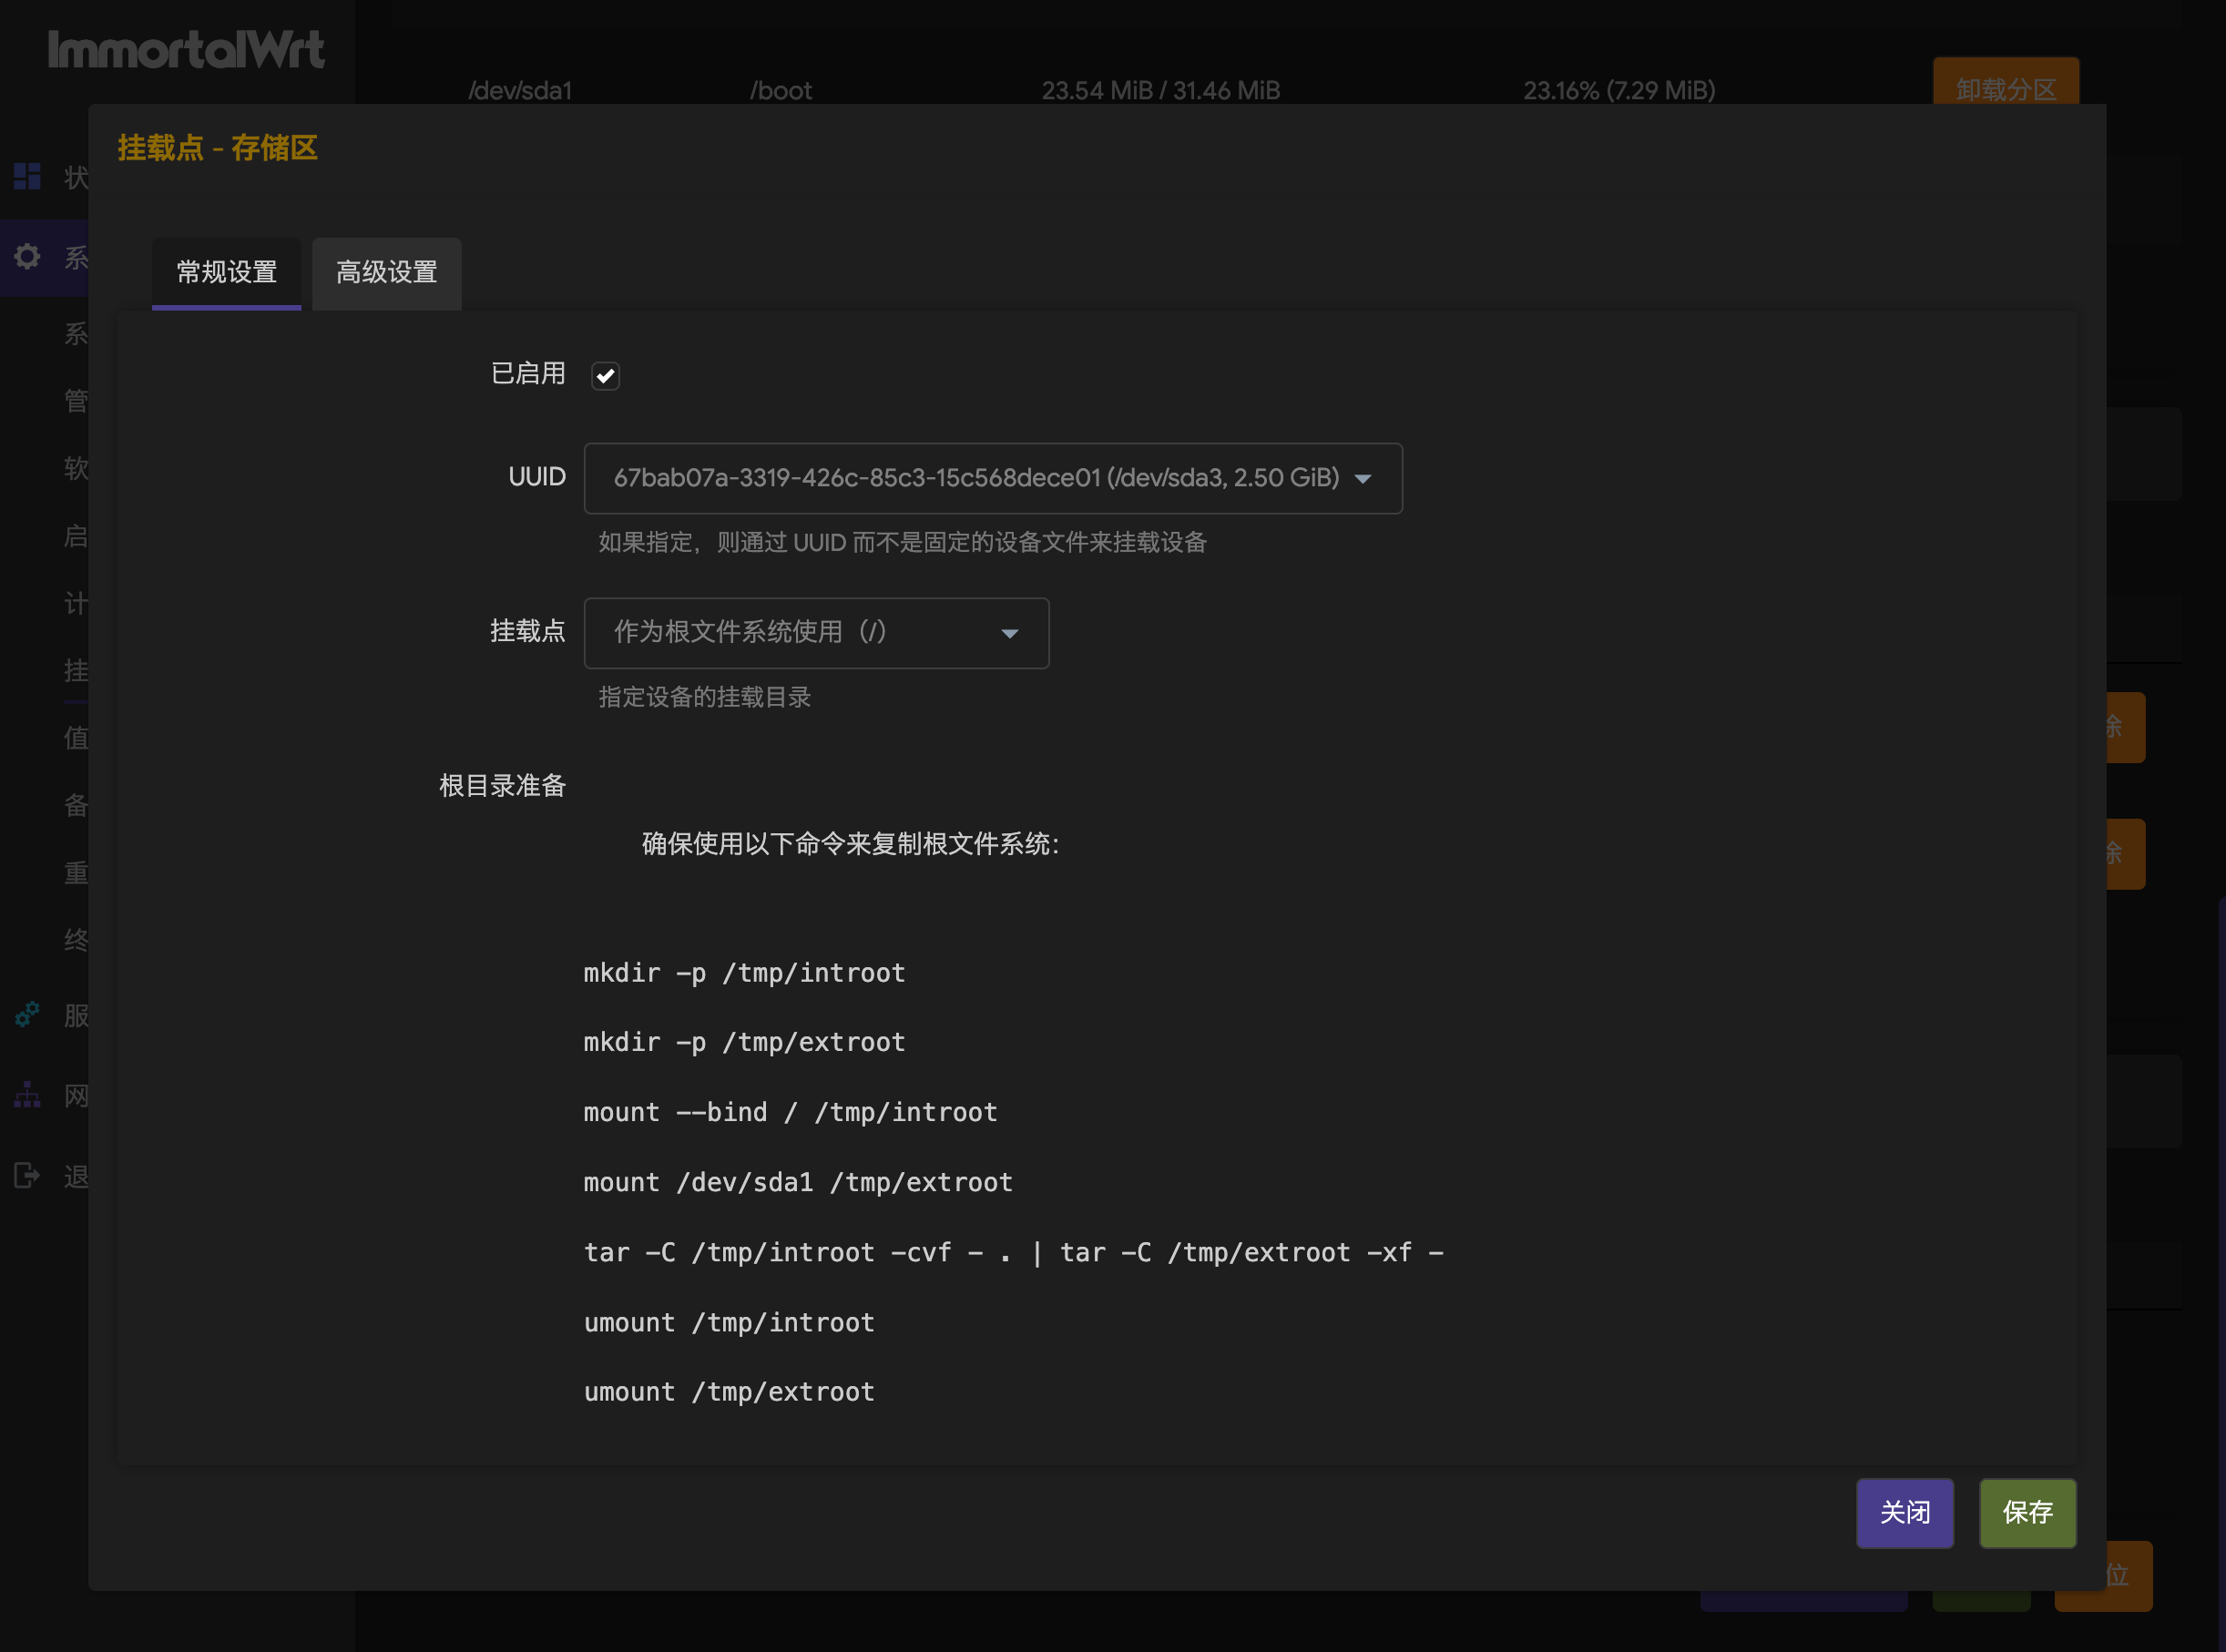 ImmortalWrt
/dev/sda1 /boot 23.54 MiB / 31.46 MiB 23.16% (7.29 MiB) 卸载分区
挂载点 - 存储区
状
系
常规设置 高级设置
系
已启用
管
软
UUID 67bab07a-3319-426c-85c3-15c568dece01 (/dev/sda3, 2.50 GiB)
启
如果指定，则通过 UUID 而不是固定的设备文件来挂载设备
计
挂载点 作为根文件系统使用（/）
挂
指定设备的挂载目录
值
除
根目录准备
备
确保使用以下命令来复制根文件系统：
除
重
终
mkdir -p /tmp/introot
服
mkdir -p /tmp/extroot
网
mount --bind / /tmp/introot
退
mount /dev/sda1 /tmp/extroot
tar -C /tmp/introot -cvf - . | tar -C /tmp/extroot -xf -
umount /tmp/introot
umount /tmp/extroot
关闭 保存
位